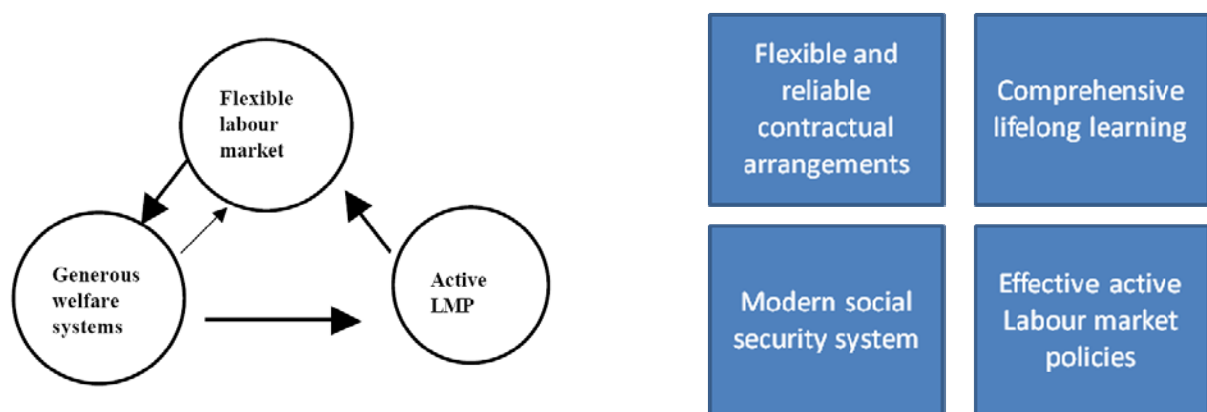 Flexible
labour
market
Generous
welfare
systems
Active
LMP
Flexible and
reliable
contractual
arrangements
Comprehensive
lifelong learning
Modern social
security system
Effective active
Labour market
policies